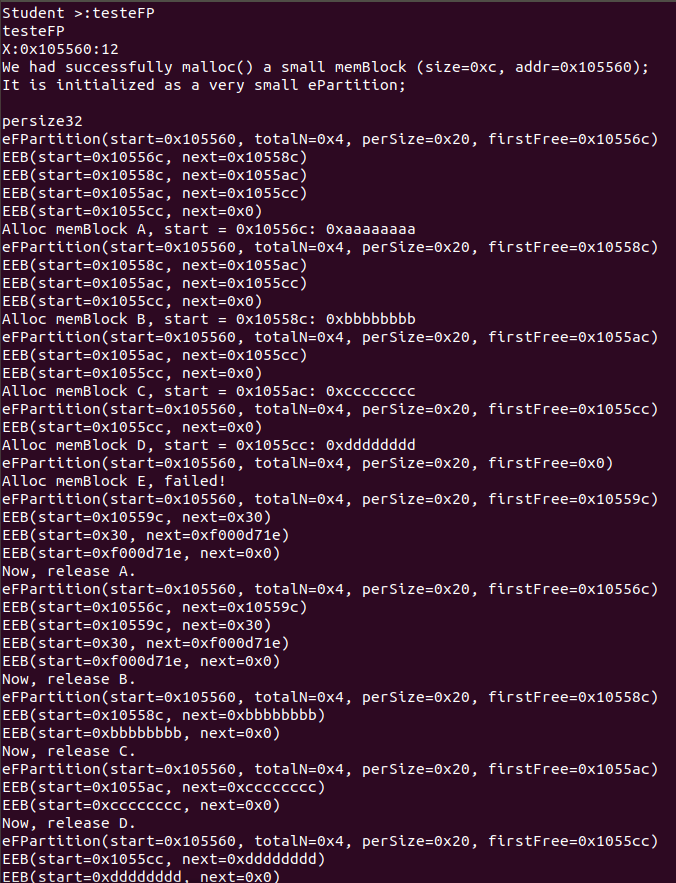 Student >:testeFP
testeFP
X:0x105560:12
We had successfully malloc() a small memBlock (size=0xc, addr=0x105560);
It is initialized as a very small ePartition;
persize32
eFPartition(start=0x105560, totalN=0x4, perSize=0x20, firstFree=0x10556c)
EEB(start=0x10556c, next=0x10558c)
EEB(start=0x10558c, next=0x1055ac)
EEB(start=0x1055ac, next=0x1055cc)
EEB(start=0x1055cc, next=0x0)
Alloc memBlock A, start = 0x10556c: 0xaaaaaaaa
eFPartition(start=0x105560, totalN=0x4, perSize=0x20, firstFree=0x10558c)
EEB(start=0x10558c, next=0x1055ac)
EEB(start=0x1055ac, next=0x1055cc)
EEB(start=0x1055cc, next=0x0)
Alloc memBlock B, start = 0x10558c: 0xbbbbbbbb
eFPartition(start=0x105560, totalN=0x4, perSize=0x20, firstFree=0x1055ac)
EEB(start=0x1055ac, next=0x1055cc)
EEB(start=0x1055cc, next=0x0)
Alloc memBlock C, start = 0x1055ac: 0xcccccccc
eFPartition(start=0x105560, totalN=0x4, perSize=0x20, firstFree=0x1055cc)
EEB(start=0x1055cc, next=0x0)
Alloc memBlock D, start = 0x1055cc: 0xdddddddd
eFPartition(start=0x105560, totalN=0x4, perSize=0x20, firstFree=0x0)
Alloc memBlock E, failed!
eFPartition(start=0x105560, totalN=0x4, perSize=0x20, firstFree=0x10559c)
EEB(start=0x10559c, next=0x30)
EEB(start=0x30, next=0xf000d71e)
EEB(start=0xf000d71e, next=0x0)
Now, release A.
eFPartition(start=0x105560, totalN=0x4, perSize=0x20, firstFree=0x10556c)
EEB(start=0x10556c, next=0x10559c)
EEB(start=0x10559c, next=0x30)
EEB(start=0x30, next=0xf000d71e)
EEB(start=0xf000d71e, next=0x0)
Now, release B.
eFPartition(start=0x105560, totalN=0x4, perSize=0x20, firstFree=0x10558c)
EEB(start=0x10558c, next=0xbbbbbbbb)
EEB(start=0xbbbbbbbb, next=0x0)
Now, release C.
eFPartition(start=0x105560, totalN=0x4, perSize=0x20, firstFree=0x1055ac)
EEB(start=0x1055ac, next=0xcccccccc)
EEB(start=0xcccccccc, next=0x0)
Now, release D.
eFPartition(start=0x105560, totalN=0x4, perSize=0x20, firstFree=0x1055cc)
EEB(start=0x1055cc, next=0xdddddddd)
EEB(start=0xdddddddd, next=0x0)